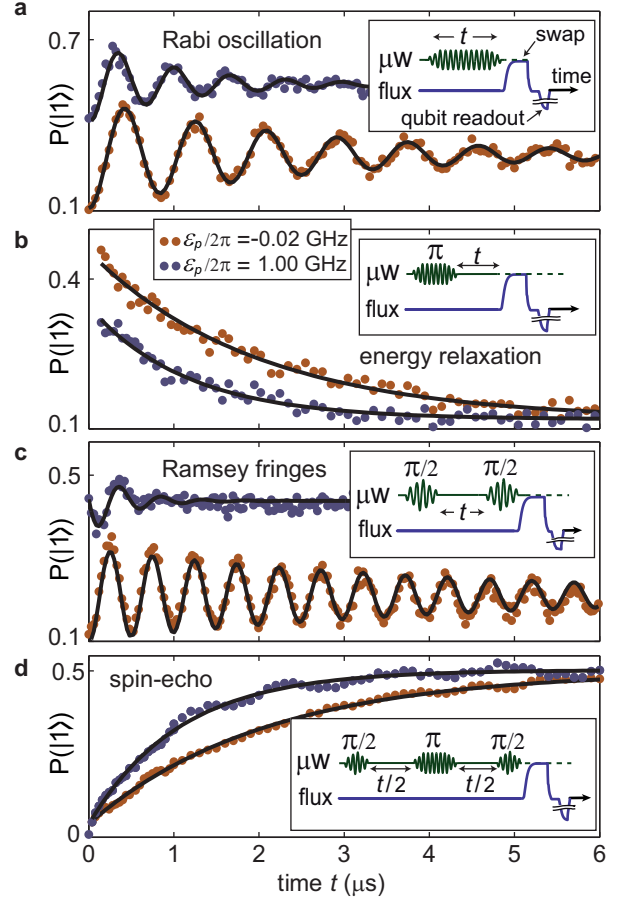 a
0.7
Rabi oscillation
P(|1⟩)
0.1
t
swap
μw
flux
time
qubit readout
b
εp/2π = -0.02 GHz
εp/2π = 1.00 GHz
0.4
P(|1⟩)
0.1
energy relaxation
π
t
μw
flux
c
0.5
Ramsey fringes
P(|1⟩)
0.1
π/2 π/2
μw
t
flux
d
0.5
spin-echo
P(|1⟩)
0
π/2 π π/2
μw
t/2 t/2
flux
0 1 2 3 4 5 6
time t (μs)